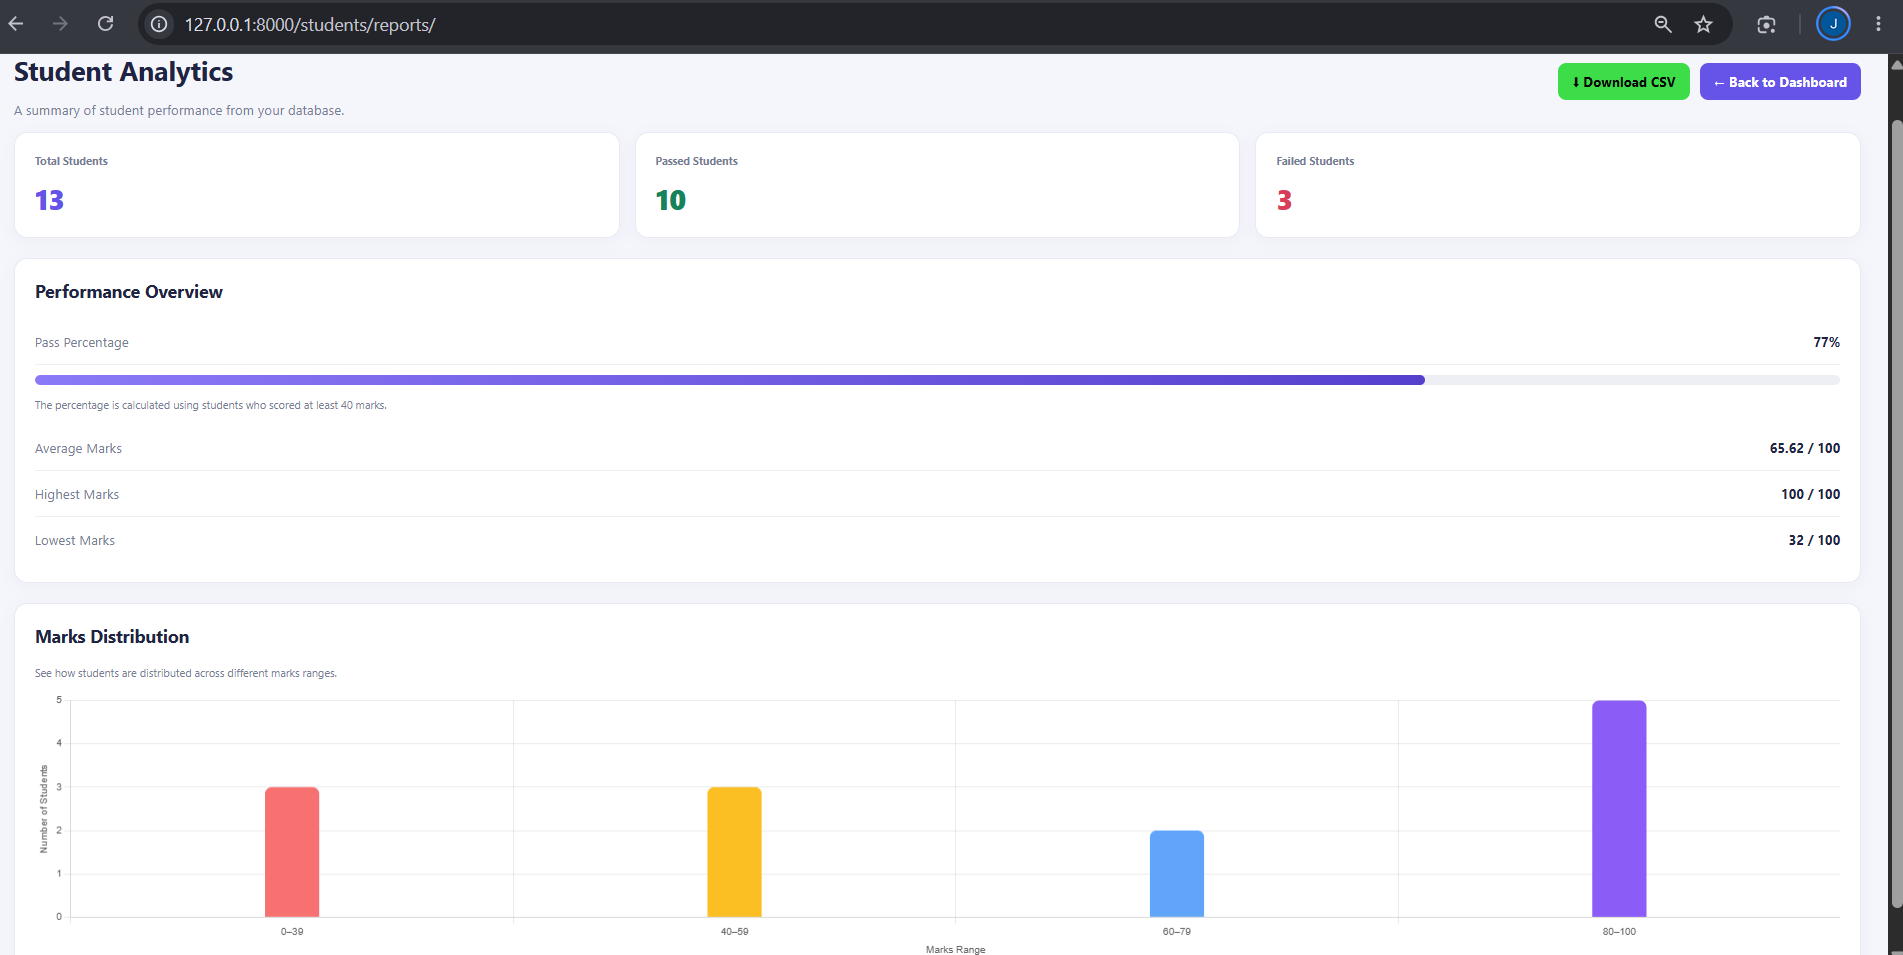 127.0.0.1:8000/students/reports/
J
Student Analytics
⬇ Download CSV
← Back to Dashboard
A summary of student performance from your database.
Total Students
13
Passed Students
10
Failed Students
3
Performance Overview
Pass Percentage
77%
The percentage is calculated using students who scored at least 40 marks.
Average Marks
65.62 / 100
Highest Marks
100 / 100
Lowest Marks
32 / 100
Marks Distribution
See how students are distributed across different marks ranges.
Number of Students
5
4
3
2
1
0
0–39
40–59
60–79
80–100
Marks Range